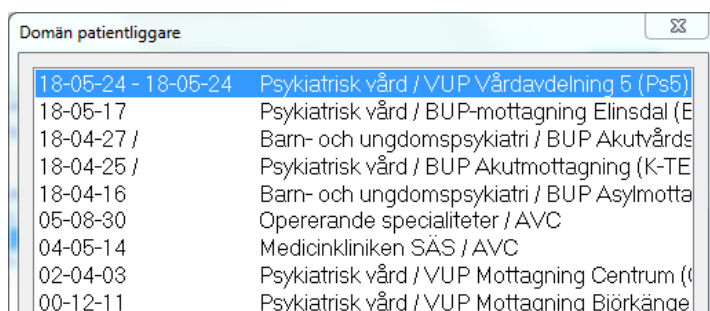 Domän patientliggare
18-05-24 - 18-05-24 Psykiatrisk vård / VUP Vårdavdelning 5 (Ps5)
18-05-17 Psykiatrisk vård / BUP-mottagning Elinsdal (E
18-04-27 / Barn- och ungdomspsykiatri / BUP Akutvårds
18-04-25 / Psykiatrisk vård / BUP Akutmottagning (K-TE
18-04-16 Barn- och ungdomspsykiatri / BUP Asylmotta
05-08-30 Opererande specialiteter / AVC
04-05-14 Medicinkliniken SÄS / AVC
02-04-03 Psykiatrisk vård / VUP Mottagning Centrum (
00-12-11 Psykiatrisk vård / VUP Mottagning Björkänge